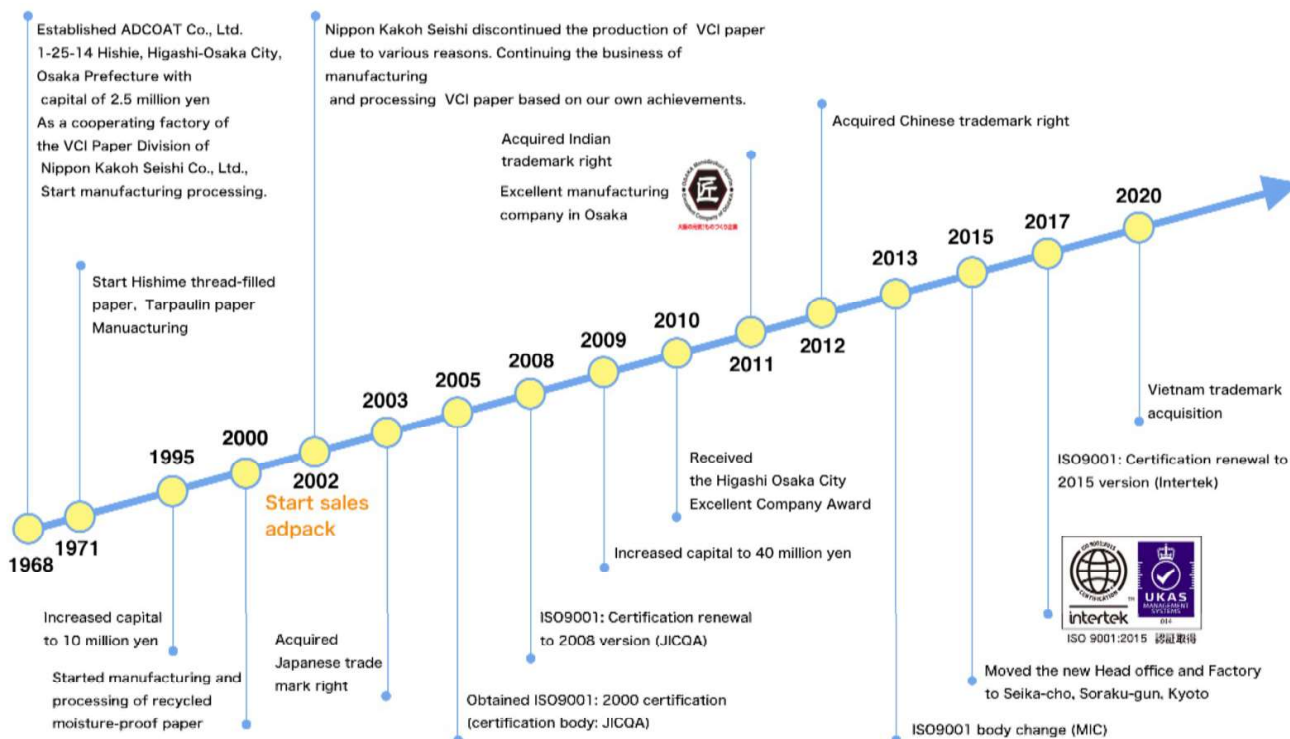 Established ADCOAT Co., Ltd.
1-25-14 Hishie, Higashi-Osaka City,
Osaka Prefecture with
capital of 2.5 million yen
As a cooperating factory of
the VCI Paper Division of
Nippon Kakoh Seishi Co., Ltd.,
Start manufacturing processing.
Nippon Kakoh Seishi discontinued the production of VCI paper
due to various reasons. Continuing the business of
manufacturing
and processing VCI paper based on our own achievements.
Acquired Indian
trademark right
Excellent manufacturing
company in Osaka
匠
Acquired Chinese trademark right
Start Hishime thread-filled
paper, Tarpaulin paper
Manuacturing
1968
1971
1995
2000
2002
Start sales
adpack
2003
2005
2008
2009
2010
2011
2012
2013
2015
2017
2020
Increased capital
to 10 million yen
Started manufacturing and
processing of recycled
moisture-proof paper
Acquired
Japanese trade
mark right
Obtained ISO9001: 2000 certification
(certification body: JICQA)
ISO9001: Certification renewal
to 2008 version (JICQA)
Increased capital to 40 million yen
Received
the Higashi Osaka City
Excellent Company Award
ISO9001 body change (MIC)
Moved the new Head office and Factory
to Seika-cho, Soraku-gun, Kyoto
ISO9001: Certification renewal to
2015 version (Intertek)
intertek
UKAS
MANAGEMENT
SYSTEMS
014
ISO 9001:2015 認証取得
Vietnam trademark
acquisition